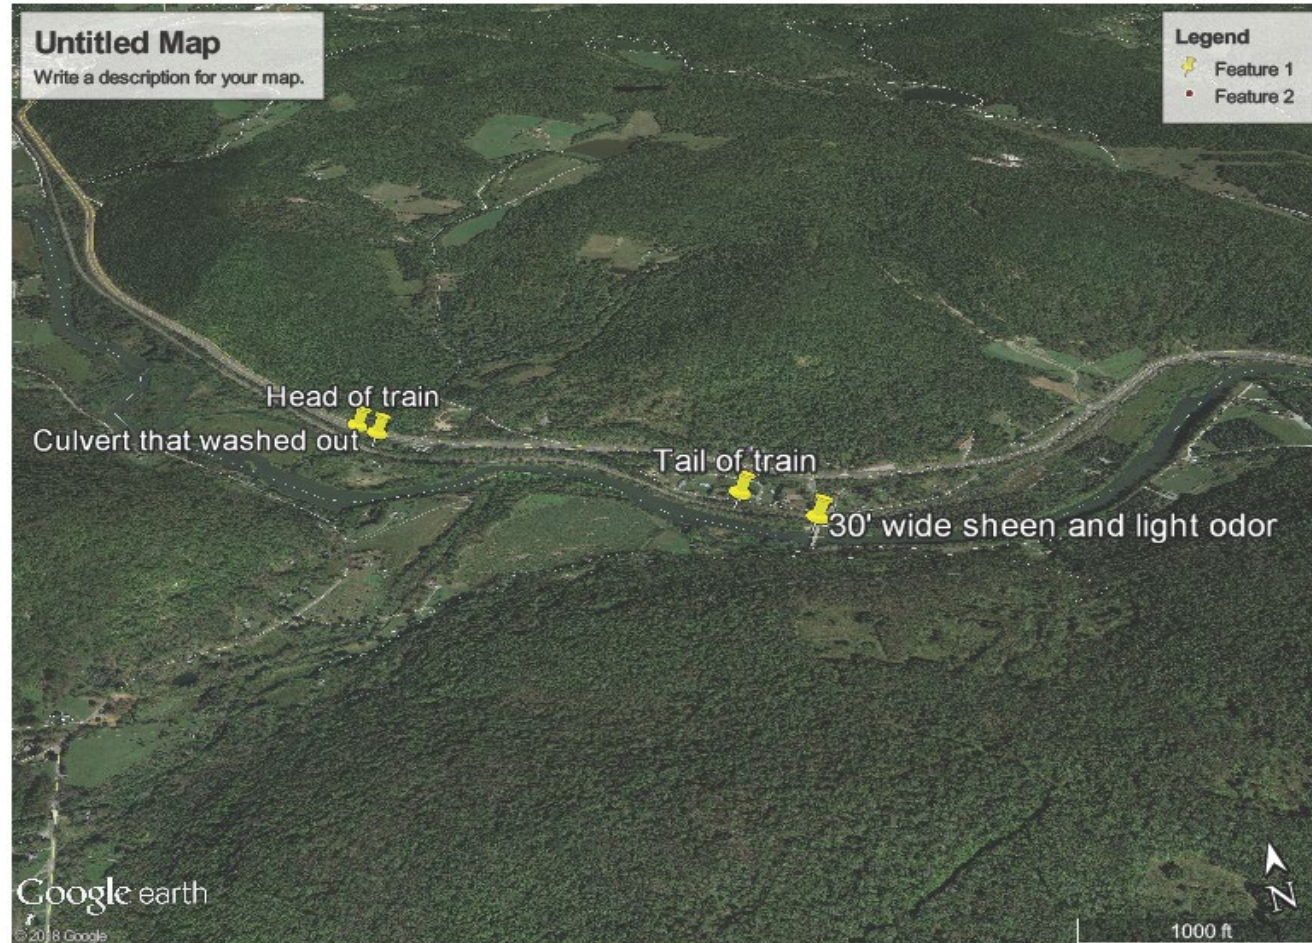 Untitled Map
Write a description for your map.
Legend
Feature 1
Feature 2
Head of train
Culvert that washed out
Tail of train
30' wide sheen and light odor
Google earth
© 2018 Google
N
1000 ft